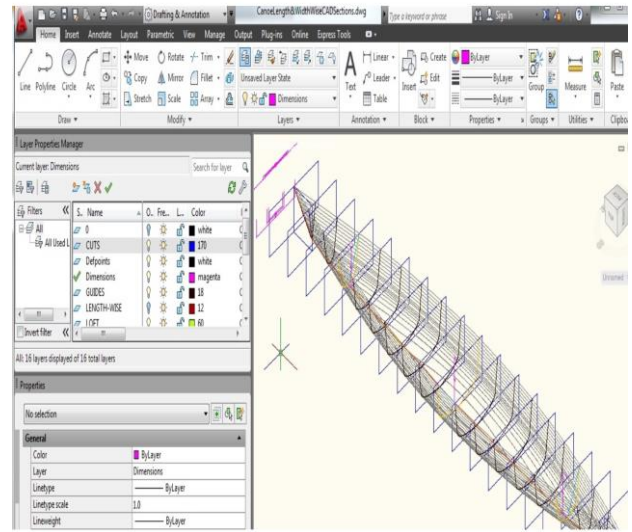 Drafting & Annotation
CanoeLength&WidthWiseCADSections.dwg
Type a keyword or phrase
Sign In
Home Insert Annotate Layout Parametric View Manage Output Plug-ins Online Express Tools
Line Polyline Circle Arc
Move Rotate Trim
Copy Mirror Fillet
Stretch Scale Array
Unsaved Layer State
Dimensions
Text
Linear
Leader
Table
Insert
Create
Edit
ByLayer
ByLayer
ByLayer
Group
Measure
Paste
Draw Modify Layers Annotation Block Properties Groups Utilities Clipbo
Layer Properties Manager
Current layer: Dimensions
Search for layer
Filters
All
All Used L
Invert filter
S.. Name O.. Fre... L... Color
0 white
CUTS 170
Defpoints white
Dimensions magenta
GUIDES 18
LENGTH-WISE 12
LOFT 60
All: 16 layers displayed of 16 total layers
Properties
No selection
General
Color ByLayer
Layer Dimensions
Linetype ByLayer
Linetype scale 1.0
Lineweight ByLayer
Unnamed